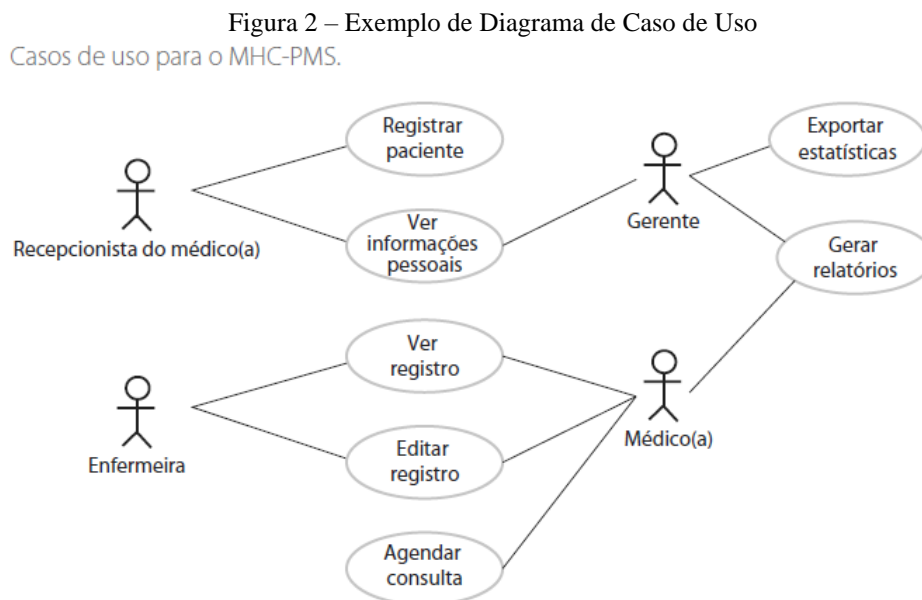 Figura 2 – Exemplo de Diagrama de Caso de Uso
Casos de uso para o MHC-PMS.
Registrar
paciente
Exportar
estatísticas
Recepcionista do médico(a)
Ver
informações
pessoais
Gerente
Gerar
relatórios
Ver
registro
Enfermeira
Editar
registro
Médico(a)
Agendar
consulta